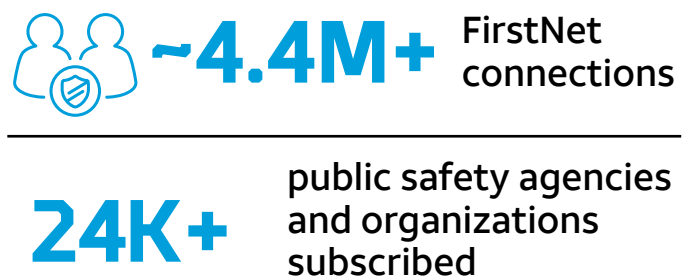 ~4.4M+ FirstNet
connections
24K+ public safety agencies
and organizations
subscribed